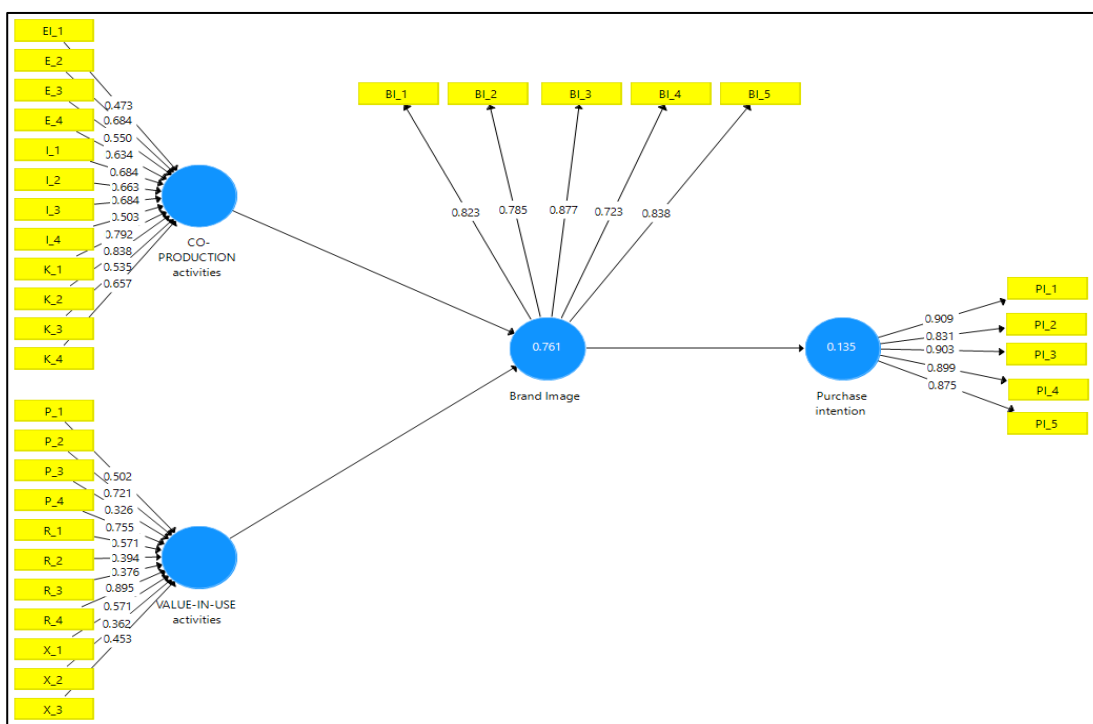 EI_1
E_2
E_3
E_4
I_1
I_2
I_3
I_4
K_1
K_2
K_3
K_4
0.473
0.684
0.550
0.634
0.684
0.663
0.684
0.503
0.792
0.838
0.535
0.657
CO-
PRODUCTION
activities
P_1
P_2
P_3
P_4
R_1
R_2
R_3
R_4
X_1
X_2
X_3
0.502
0.721
0.326
0.755
0.571
0.394
0.376
0.895
0.571
0.362
0.453
VALUE-IN-USE
activities
BI_1 BI_2 BI_3 BI_4 BI_5
0.823 0.785 0.877 0.723 0.838
0.761
Brand Image
0.135
Purchase
intention
0.909
0.831
0.903
0.899
0.875
PI_1
PI_2
PI_3
PI_4
PI_5